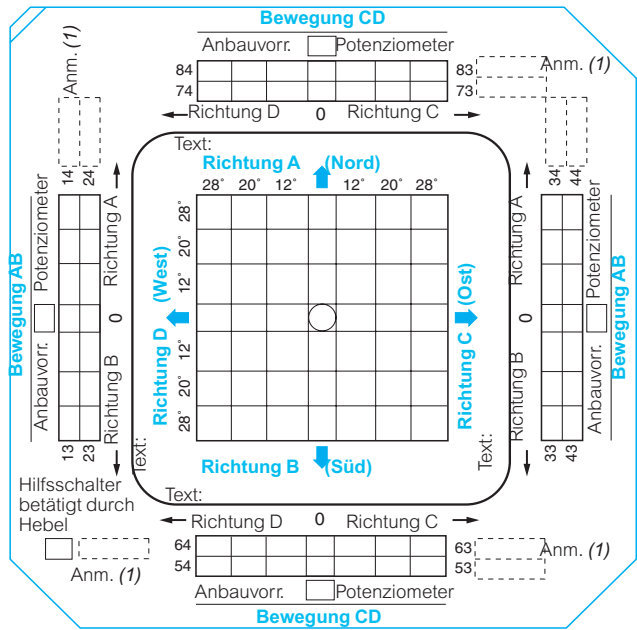 Bewegung CD
Anbauvorr. Potenziometer
84 83 Anm. (1)
74 73
Richtung D 0 Richtung C
Anm. (1)
14 24
Potenziometer
Richtung A
Bewegung AB
0
Anbauvorr.
Richtung B
13 23
Text:
Richtung A (Nord)
28° 20° 12° 12° 20° 28°
28°
20°
12°
12°
20°
28°
(West)
Richtung D
(Ost)
Richtung C
Richtung B (Süd)
Text:
Text:
Text:
34 44
Richtung A
Potenziometer
0
Bewegung AB
Richtung B
Anbauvorr.
33 43
Hilfsschalter
betätigt durch
Hebel
Anm. (1)
Richtung D 0 Richtung C
64 63 Anm. (1)
54 53
Anbauvorr. Potenziometer
Bewegung CD